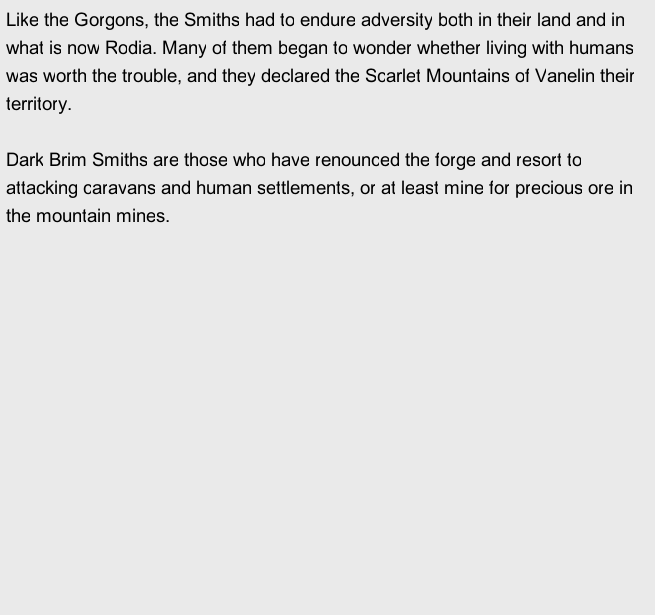 Like the Gorgons, the Smiths had to endure adversity both in their land and in
what is now Rodia. Many of them began to wonder whether living with humans
was worth the trouble, and they declared the Scarlet Mountains of Vanelin their
territory.
Dark Brim Smiths are those who have renounced the forge and resort to
attacking caravans and human settlements, or at least mine for precious ore in
the mountain mines.